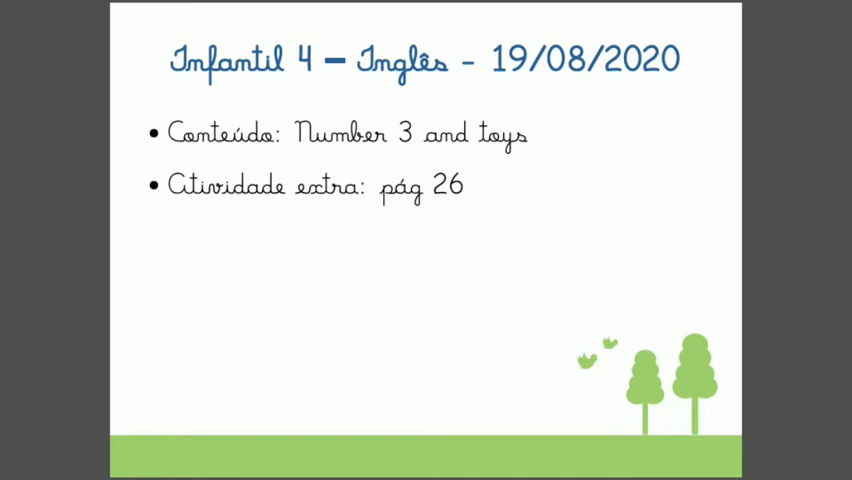 Infantil 4 – Inglês - 19/08/2020
• Conteúdo: Number 3 and toys
• Atividade extra: pág 26